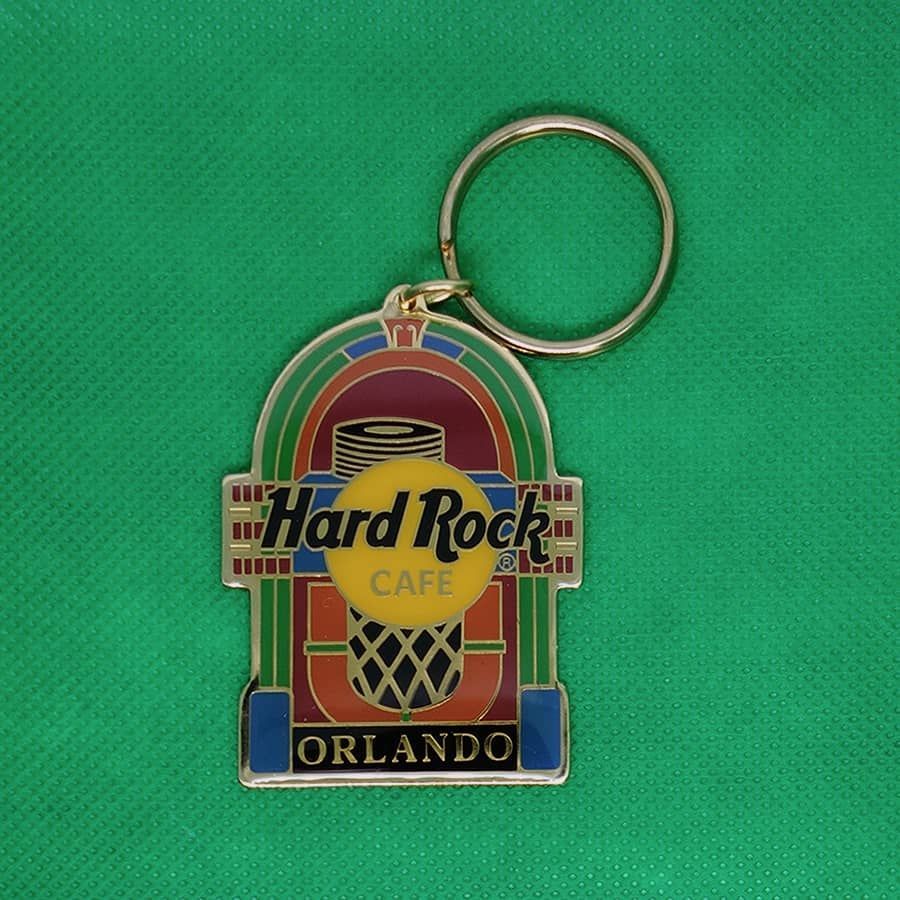 Hard Rock
®
CAFE
ORLANDO